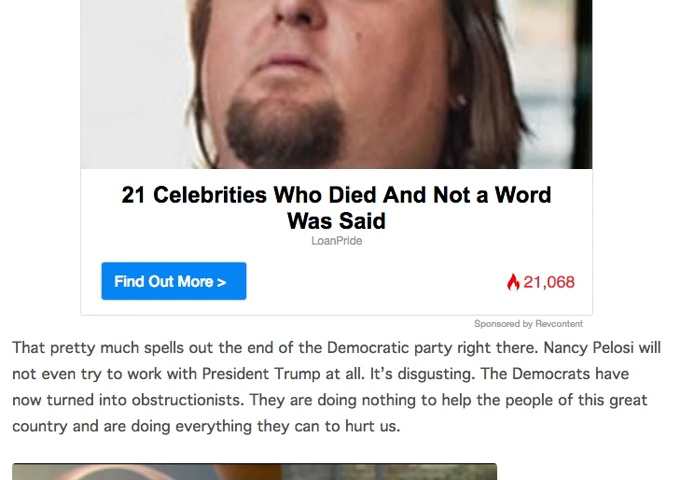 21 Celebrities Who Died And Not a Word
Was Said
LoanPride
Find Out More >
21,068
Sponsored by Revcontent
That pretty much spells out the end of the Democratic party right there. Nancy Pelosi will
not even try to work with President Trump at all. It’s disgusting. The Democrats have
now turned into obstructionists. They are doing nothing to help the people of this great
country and are doing everything they can to hurt us.